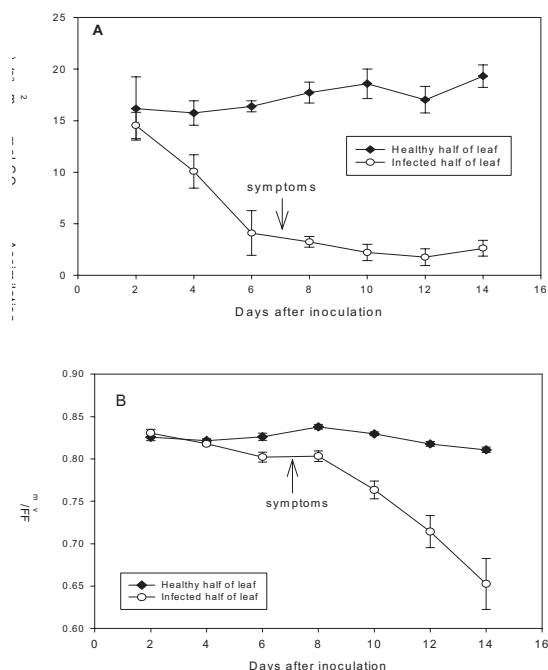 A
25
20
15
10
5
0
Healthy half of leaf
Infected half of leaf
symptoms
0 2 4 6 8 10 12 14 16
Days after inoculation
B
0.90
0.85
0.80
0.75
0.70
0.65
0.60
symptoms
Fv/Fm
Healthy half of leaf
Infected half of leaf
0 2 4 6 8 10 12 14 16
Days after inoculation